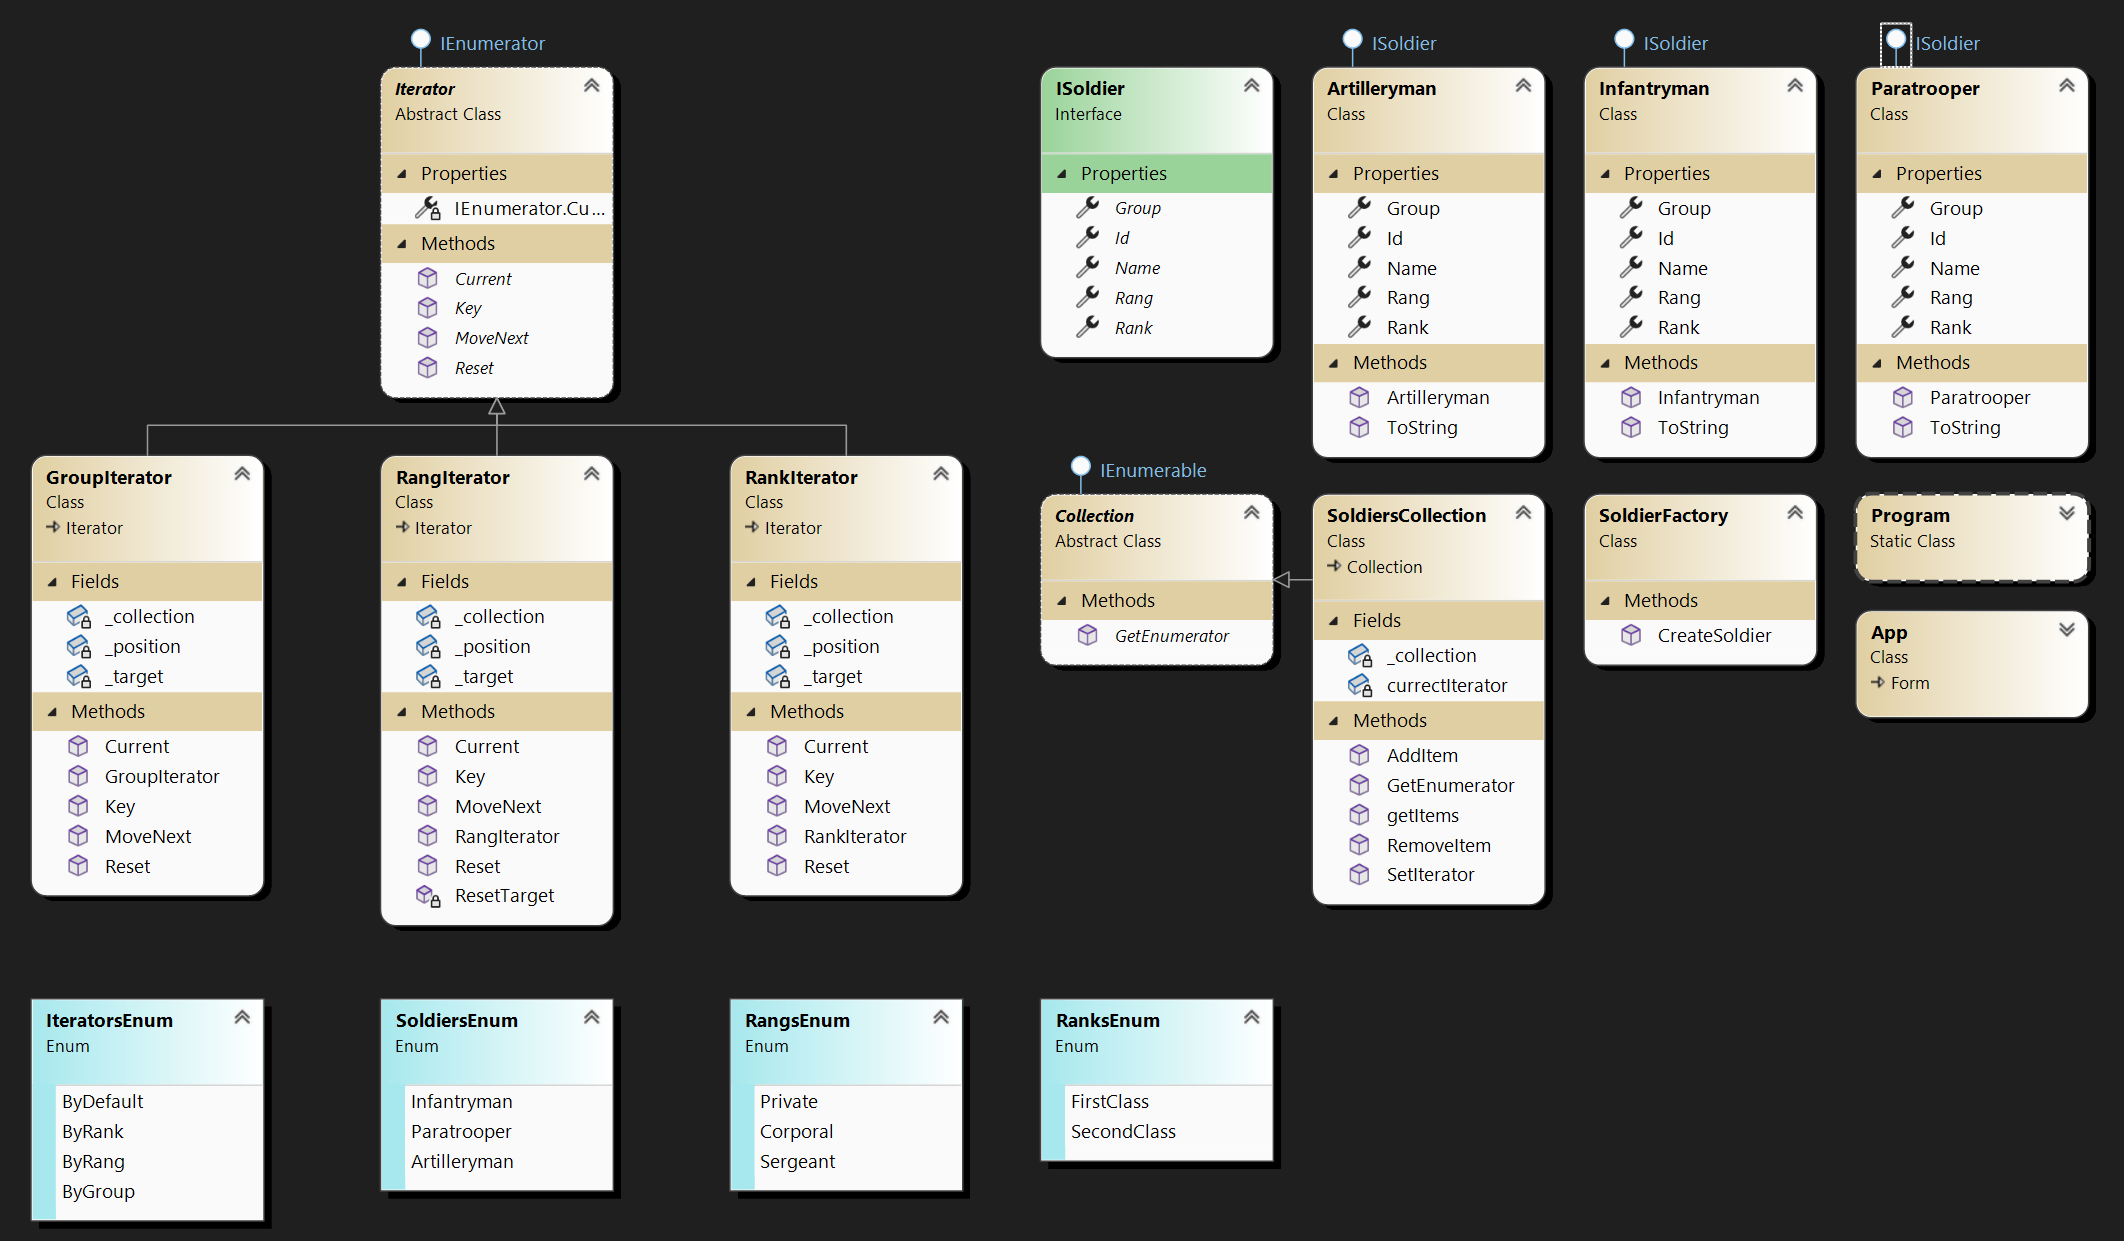 IEnumerator
Iterator
Abstract Class
Properties
IEnumerator.Cu...
Methods
Current
Key
MoveNext
Reset
ISoldier
Interface
Properties
Group
Id
Name
Rang
Rank
ISoldier
Artilleryman
Class
Properties
Group
Id
Name
Rang
Rank
Methods
Artilleryman
ToString
ISoldier
Infantryman
Class
Properties
Group
Id
Name
Rang
Rank
Methods
Infantryman
ToString
ISoldier
Paratrooper
Class
Properties
Group
Id
Name
Rang
Rank
Methods
Paratrooper
ToString
GroupIterator
Class
Iterator
Fields
_collection
_position
_target
Methods
Current
GroupIterator
Key
MoveNext
Reset
RangIterator
Class
Iterator
Fields
_collection
_position
_target
Methods
Current
Key
MoveNext
RangIterator
Reset
ResetTarget
RankIterator
Class
Iterator
Fields
_collection
_position
_target
Methods
Current
Key
MoveNext
RankIterator
Reset
IEnumerable
Collection
Abstract Class
Methods
GetEnumerator
SoldiersCollection
Class
Collection
Fields
_collection
currectIterator
Methods
AddItem
GetEnumerator
getItems
RemoveItem
SetIterator
SoldierFactory
Class
Methods
CreateSoldier
Program
Static Class
App
Class
Form
IteratorsEnum
Enum
ByDefault
ByRank
ByRang
ByGroup
SoldiersEnum
Enum
Infantryman
Paratrooper
Artilleryman
RangsEnum
Enum
Private
Corporal
Sergeant
RanksEnum
Enum
FirstClass
SecondClass